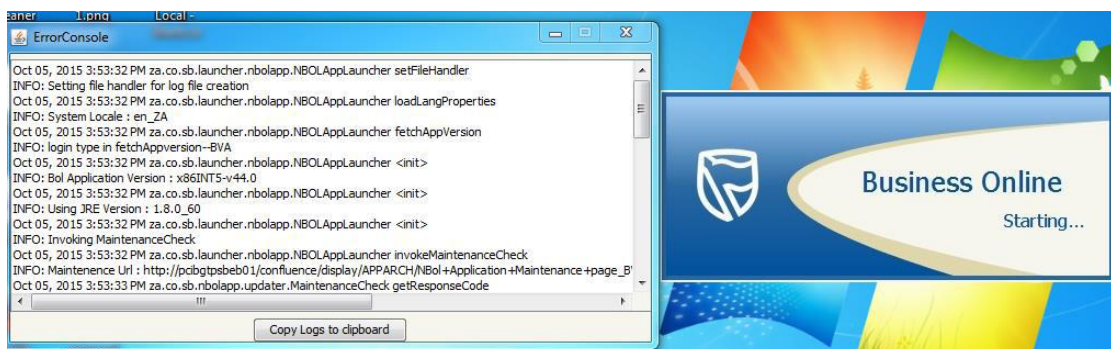 eaner 1.png Local -
ErrorConsole
Oct 05, 2015 3:53:32 PM za.co.sb.launcher.nbolapp.NBOLAppLauncher setFileHandler
INFO: Setting file handler for log file creation
Oct 05, 2015 3:53:32 PM za.co.sb.launcher.nbolapp.NBOLAppLauncher loadLangProperties
INFO: System Locale : en_ZA
Oct 05, 2015 3:53:32 PM za.co.sb.launcher.nbolapp.NBOLAppLauncher fetchAppVersion
INFO: login type in fetchAppversion--BVA
Oct 05, 2015 3:53:32 PM za.co.sb.launcher.nbolapp.NBOLAppLauncher <init>
INFO: Bol Application Version : x86INT5-v44.0
Oct 05, 2015 3:53:32 PM za.co.sb.launcher.nbolapp.NBOLAppLauncher <init>
INFO: Using JRE Version : 1.8.0_60
Oct 05, 2015 3:53:32 PM za.co.sb.launcher.nbolapp.NBOLAppLauncher <init>
INFO: Invoking MaintenanceCheck
Oct 05, 2015 3:53:32 PM za.co.sb.launcher.nbolapp.NBOLAppLauncher invokeMaintenanceCheck
INFO: Maintenence Url : http://pcibgtpsbeb01/confluence/display/APPARCH/NBol+Application+Maintenance+page_B
Oct 05, 2015 3:53:33 PM za.co.sb.nbolapp.updater.MaintenanceCheck getResponseCode
Copy Logs to clipboard
Business Online
Starting...